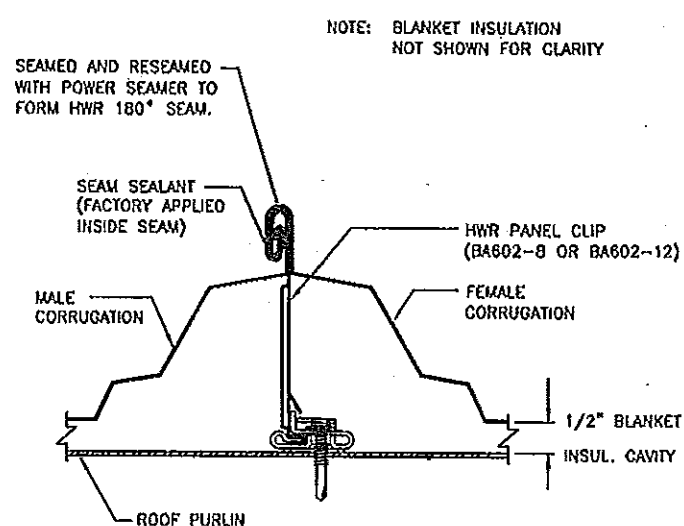 NOTE: BLANKET INSULATION
NOT SHOWN FOR CLARITY
SEAMED AND RESEAMED
WITH POWER SEAMER TO
FORM HWR 180° SEAM.
SEAM SEALANT
(FACTORY APPLIED
INSIDE SEAM)
HWR PANEL CLIP
(BA602-8 OR BA602-12)
MALE
CORRUGATION
FEMALE
CORRUGATION
1/2" BLANKET
INSUL. CAVITY
ROOF PURLIN